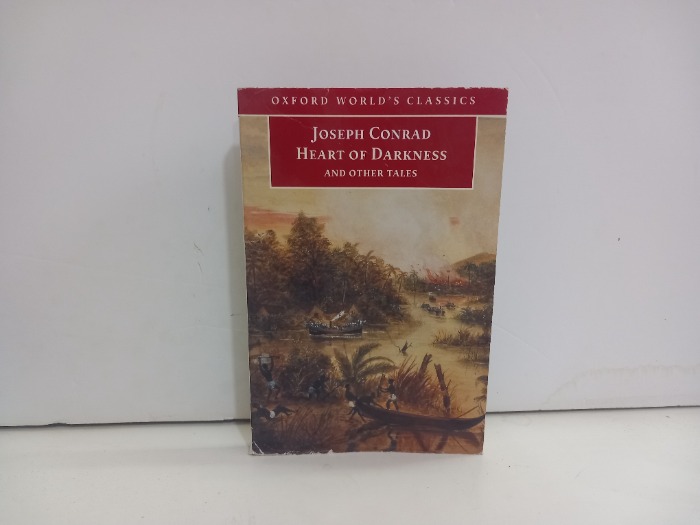 OXFORD WORLD'S CLASSICS
JOSEPH CONRAD
HEART OF DARKNESS
AND OTHER TALES